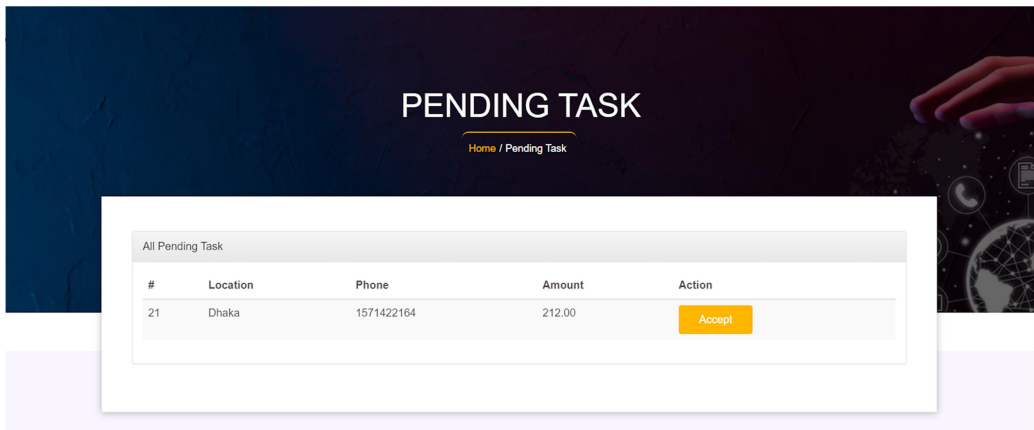 PENDING TASK
Home / Pending Task
All Pending Task
# Location Phone Amount Action
21 Dhaka 1571422164 212.00 Accept